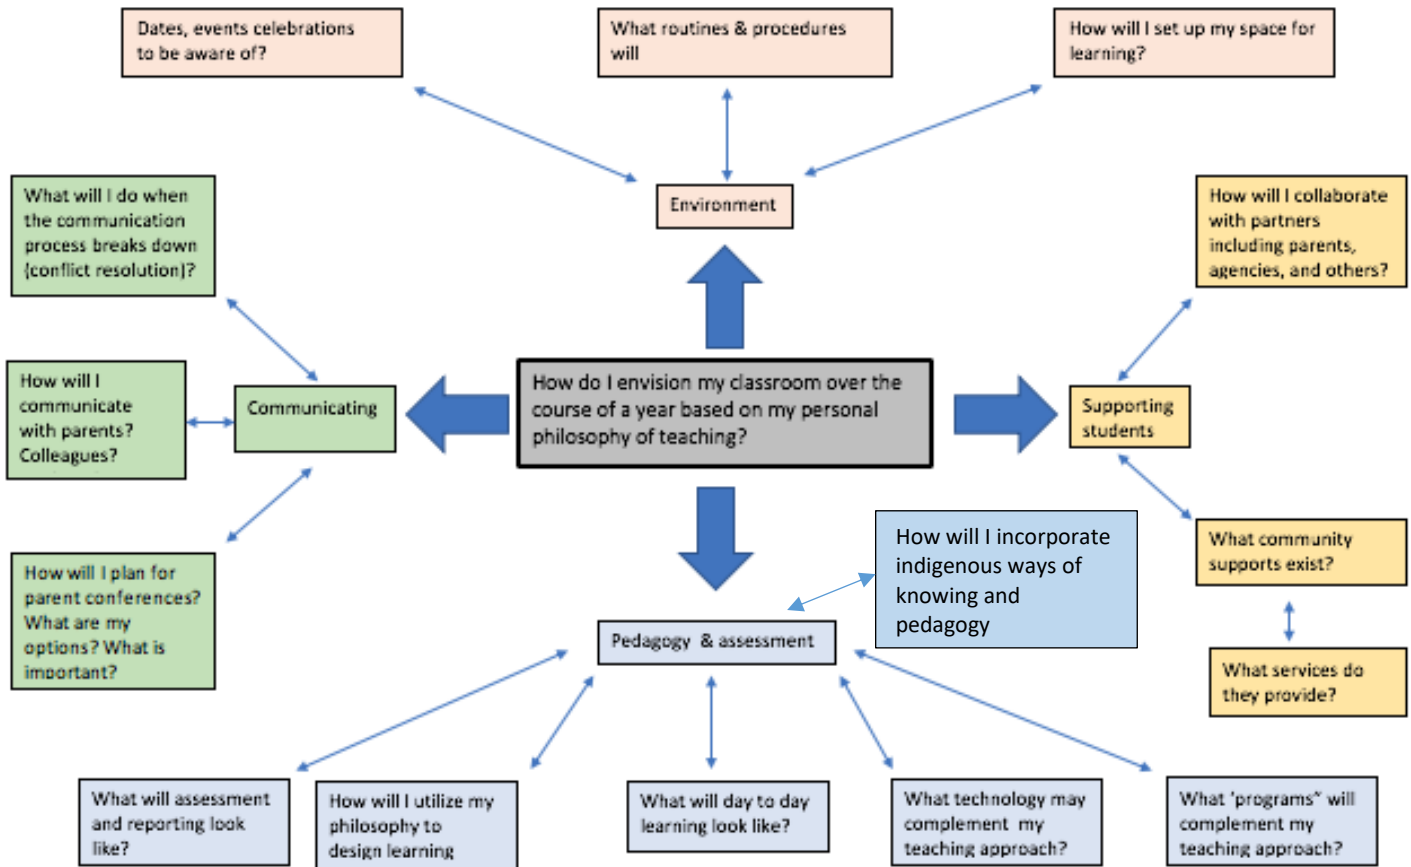 Dates, events celebrations
to be aware of?
What routines & procedures
will
How will I set up my space for
learning?
Environment
What will I do when
the communication
process breaks down
(conflict resolution)?
How will I collaborate
with partners
including parents,
agencies, and others?
How will I
communicate
with parents?
Colleagues?
Communicating
How do I envision my classroom over the
course of a year based on my personal
philosophy of teaching?
Supporting
students
How will I incorporate
indigenous ways of
knowing and
pedagogy
What community
supports exist?
How will I plan for
parent conferences?
What are my
options? What is
important?
Pedagogy & assessment
What services do
they provide?
What will assessment
and reporting look
like?
How will I utilize my
philosophy to
design learning
What will day to day
learning look like?
What technology may
complement my
teaching approach?
What 'programs" will
complement my
teaching approach?